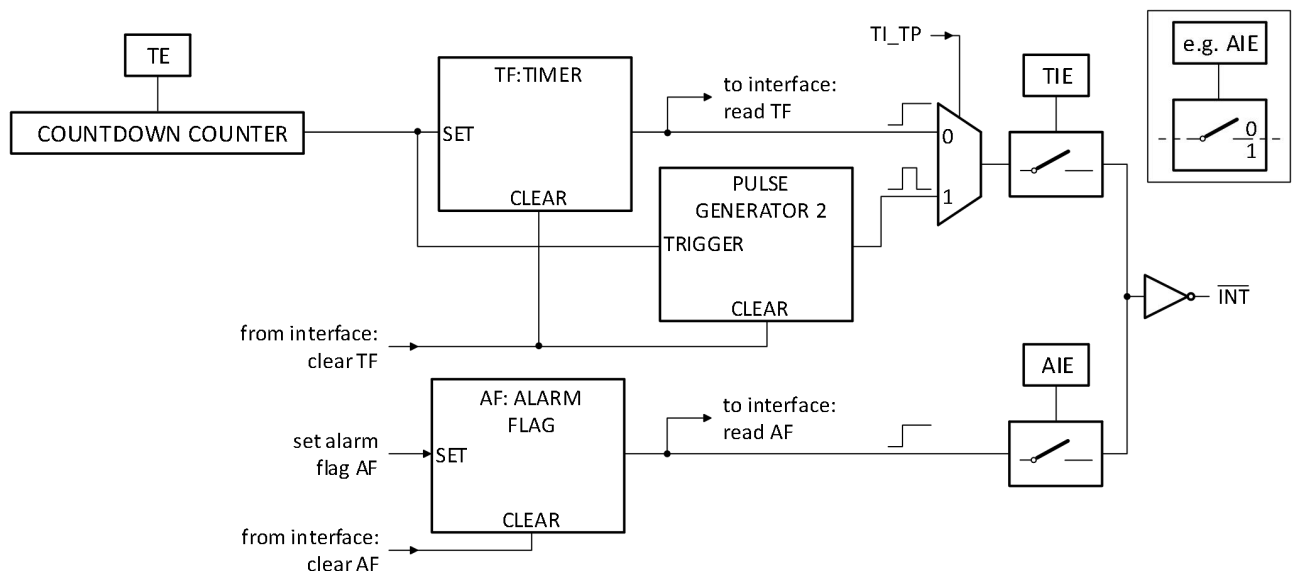 TE
COUNTDOWN COUNTER
TF:TIMER
SET
CLEAR
to interface:
read TF
TI_TP
0
1
PULSE
GENERATOR 2
TRIGGER
CLEAR
TIE
e.g. AIE
0
1
INT
from interface:
clear TF
AF: ALARM
FLAG
set alarm
flag AF
SET
CLEAR
to interface:
read AF
AIE
from interface:
clear AF